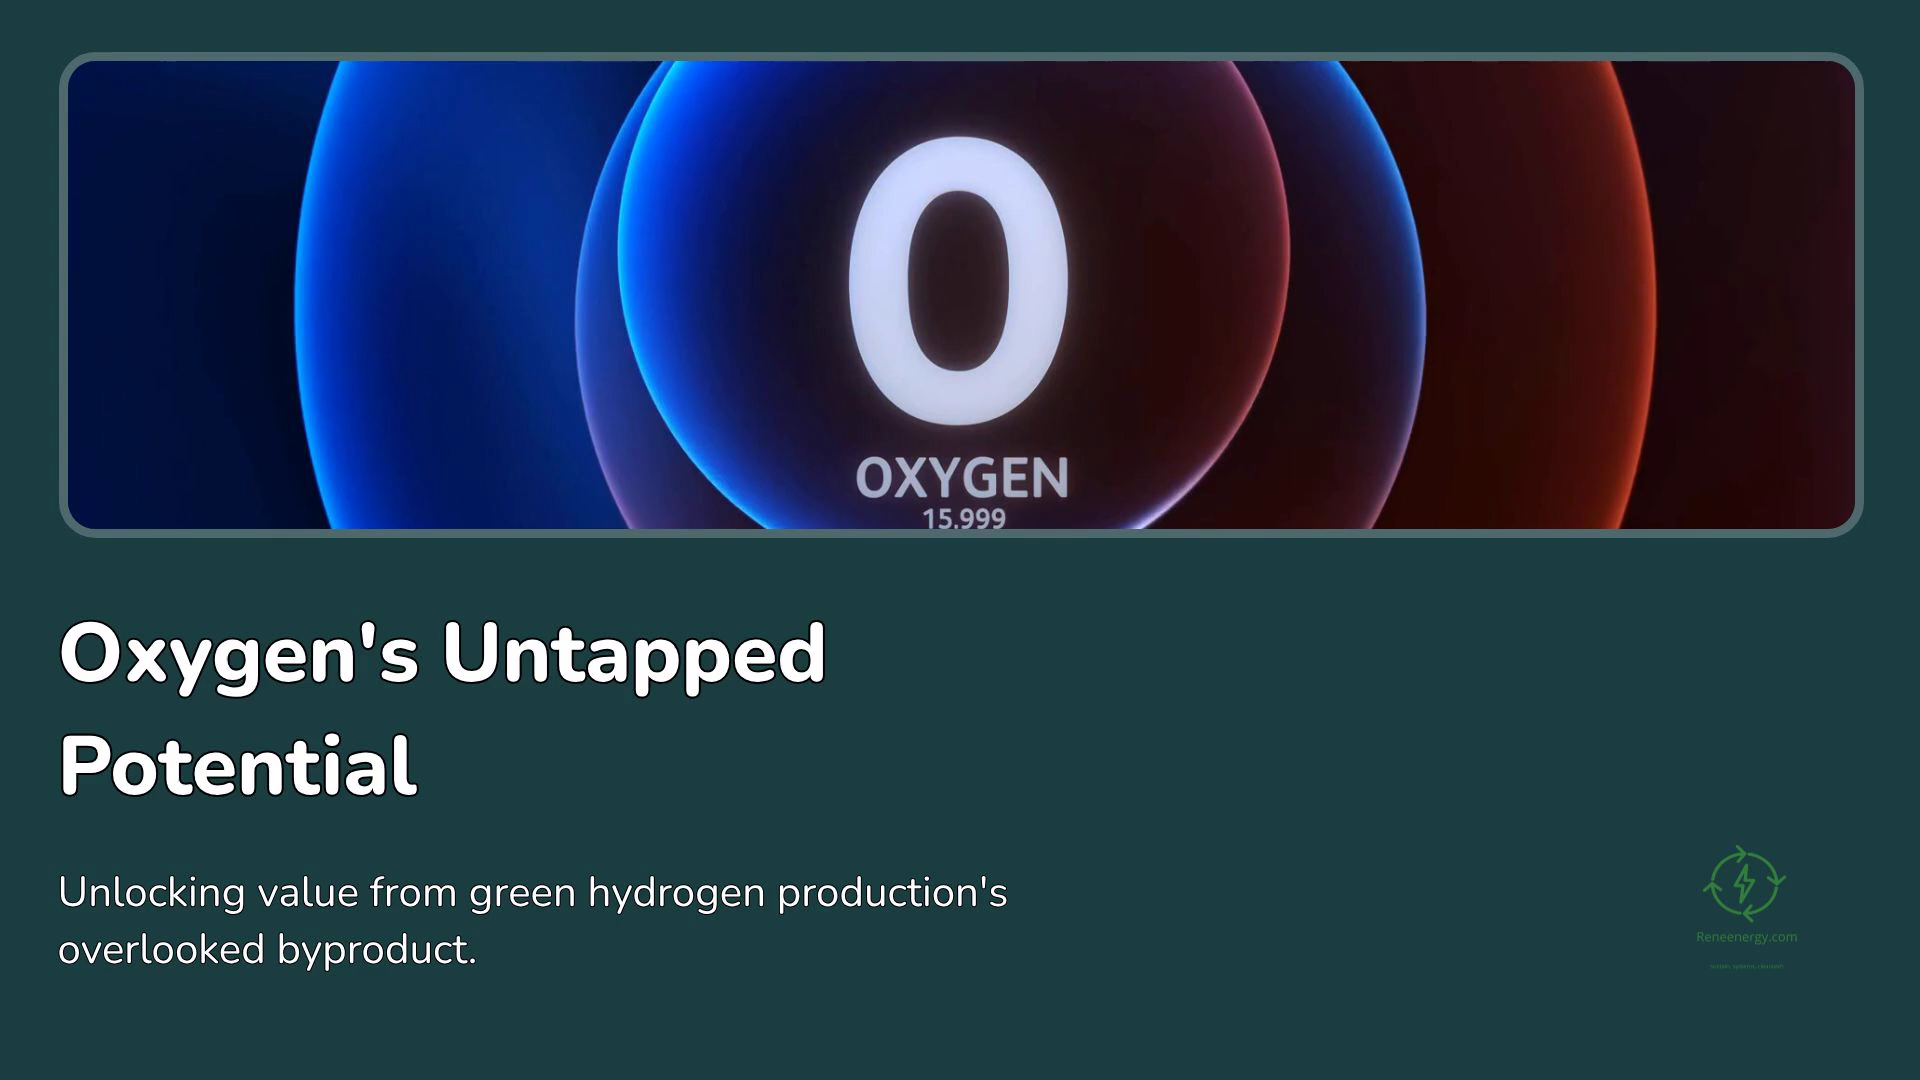 O
OXYGEN
15.999
Oxygen's Untapped
Potential
Unlocking value from green hydrogen production's
overlooked byproduct.
Reneenergy.com